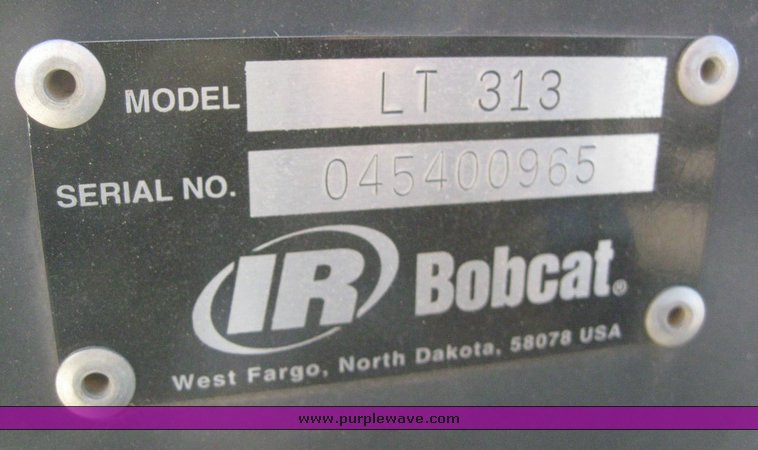 MODEL LT 313
SERIAL NO. 045400965
IR Bobcat®
West Fargo, North Dakota, 58078 USA
www.purplewave.com